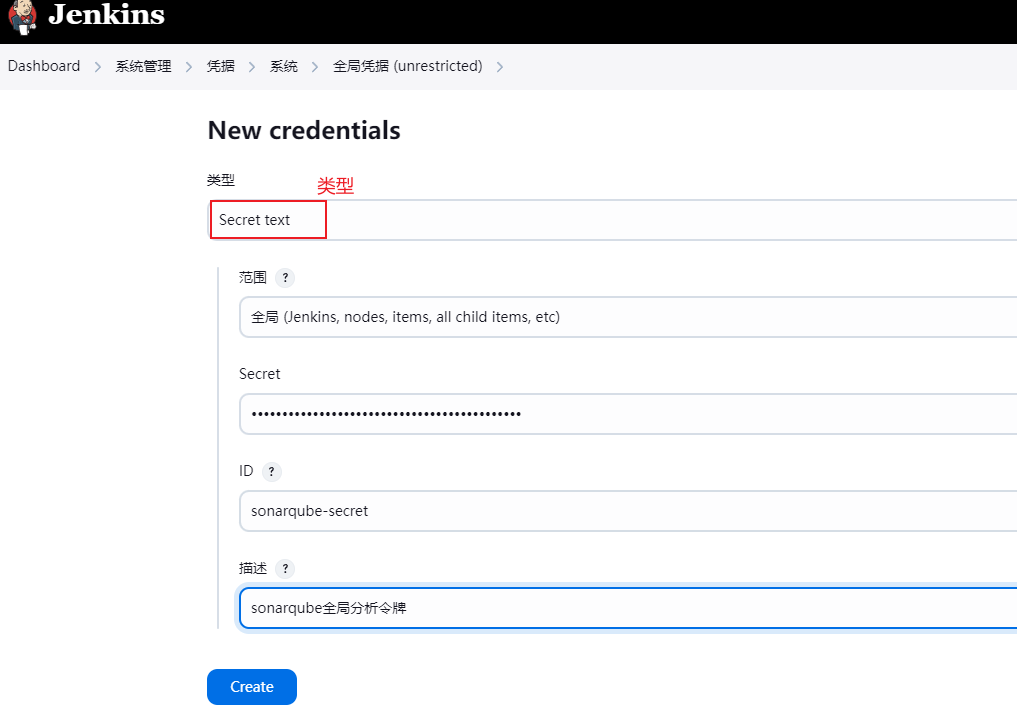 Jenkins
Dashboard > 系统管理 > 凭据 > 系统 > 全局凭据 (unrestricted) >
New credentials
类型
类型
Secret text
范围 ?
全局 (Jenkins, nodes, items, all child items, etc)
Secret
••••••••••••••••••••••••••••••••••••••••••••
ID ?
sonarqube-secret
描述 ?
sonarqube全局分析令牌
Create